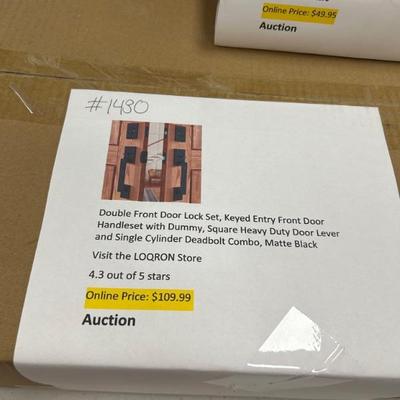 Online Price: $49.95
Auction
#1430
Double Front Door Lock Set, Keyed Entry Front Door
Handleset with Dummy, Square Heavy Duty Door Lever
and Single Cylinder Deadbolt Combo, Matte Black
Visit the LOQRON Store
4.3 out of 5 stars
Online Price: $109.99
Auction